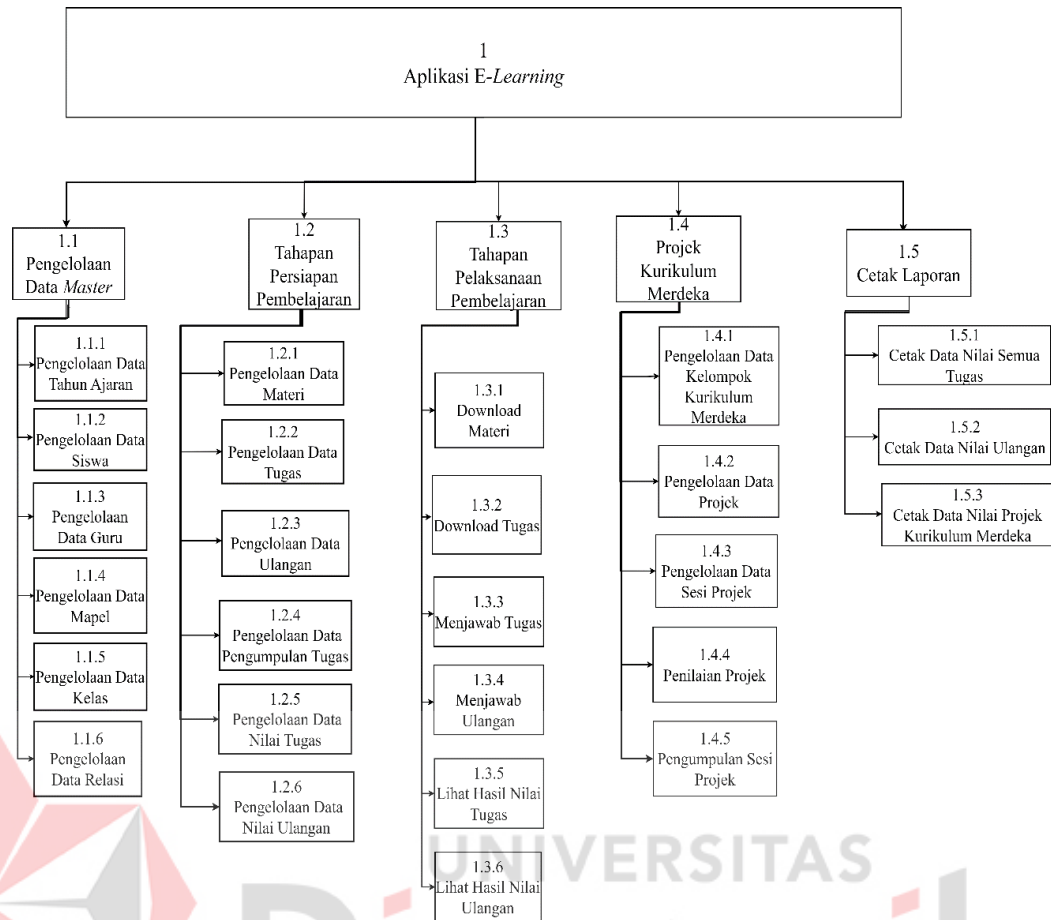 1
Aplikasi E-Learning
1.1
Pengelolaan
Data Master
1.1.1
Pengelolaan Data
Tahun Ajaran
1.1.2
Pengelolaan Data
Siswa
1.1.3
Pengelolaan
Data Guru
1.1.4
Pengelolaan Data
Mapel
1.1.5
Pengelolaan Data
Kelas
1.1.6
Pengelolaan
Data Relasi
1.2
Tahapan
Persiapan
Pembelajaran
1.2.1
Pengelolaan Data
Materi
1.2.2
Pengelolaan Data
Tugas
1.2.3
Pengelolaan Data
Ulangan
1.2.4
Pengelolaan Data
Pengumpulan Tugas
1.2.5
Pengelolaan Data
Nilai Tugas
1.2.6
Pengelolaan Data
Nilai Ulangan
1.3
Tahapan
Pelaksanaan
Pembelajaran
1.3.1
Download
Materi
1.3.2
Download Tugas
1.3.3
Menjawab Tugas
1.3.4
Menjawab
Ulangan
1.3.5
Lihat Hasil Nilai
Tugas
1.3.6
Lihat Hasil Nilai
Ulangan
1.4
Projek
Kurikulum
Merdeka
1.4.1
Pengelolaan Data
Kelompok
Kurikulum
Merdeka
1.4.2
Pengelolaan Data
Projek
1.4.3
Pengelolaan Data
Sesi Projek
1.4.4
Penilaian Projek
1.4.5
Pengumpulan Sesi
Projek
1.5
Cetak Laporan
1.5.1
Cetak Data Nilai Semua
Tugas
1.5.2
Cetak Data Nilai Ulangan
1.5.3
Cetak Data Nilai Projek
Kurikulum Merdeka
UNIVERSITAS